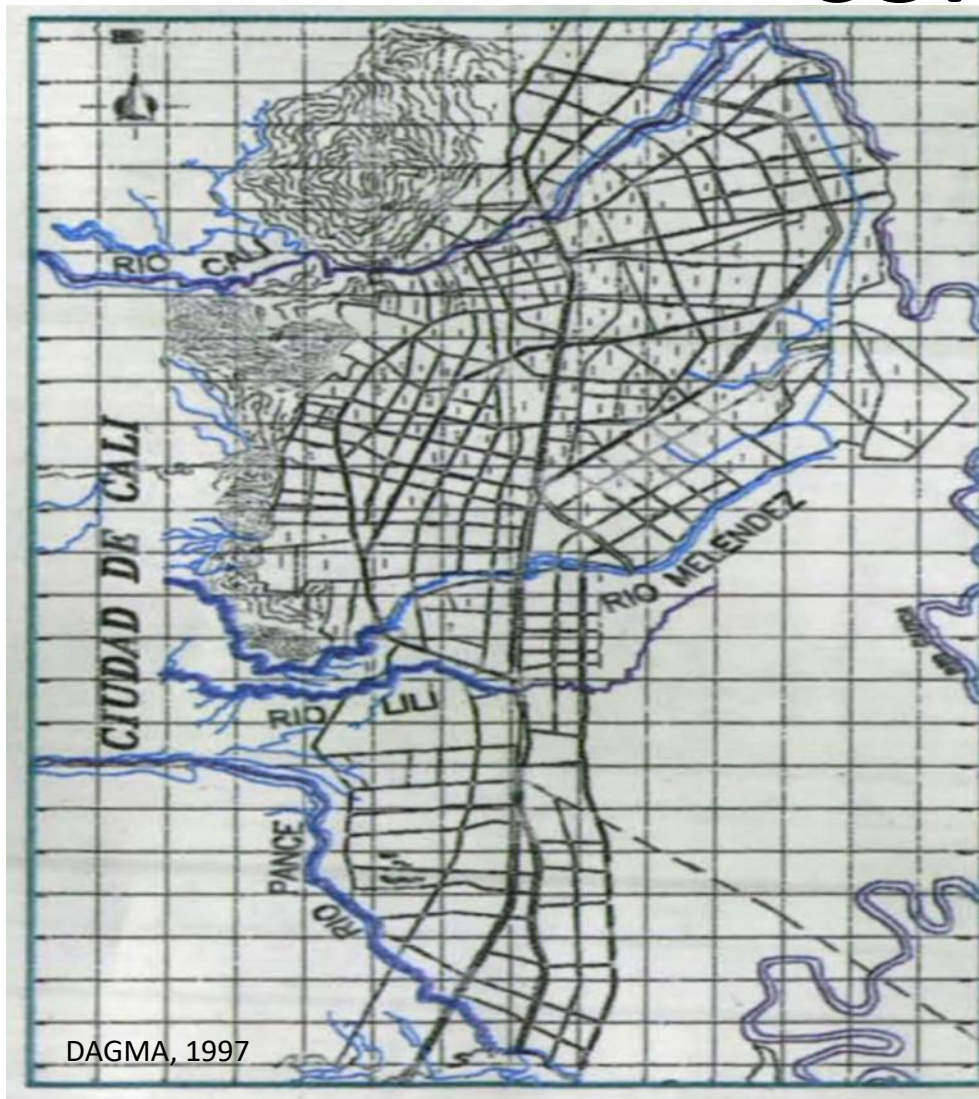 RIO CALI
CIUDAD DE CALI
RIO MELENDEZ
RIO LILI
RIO PANCE
DAGMA, 1997